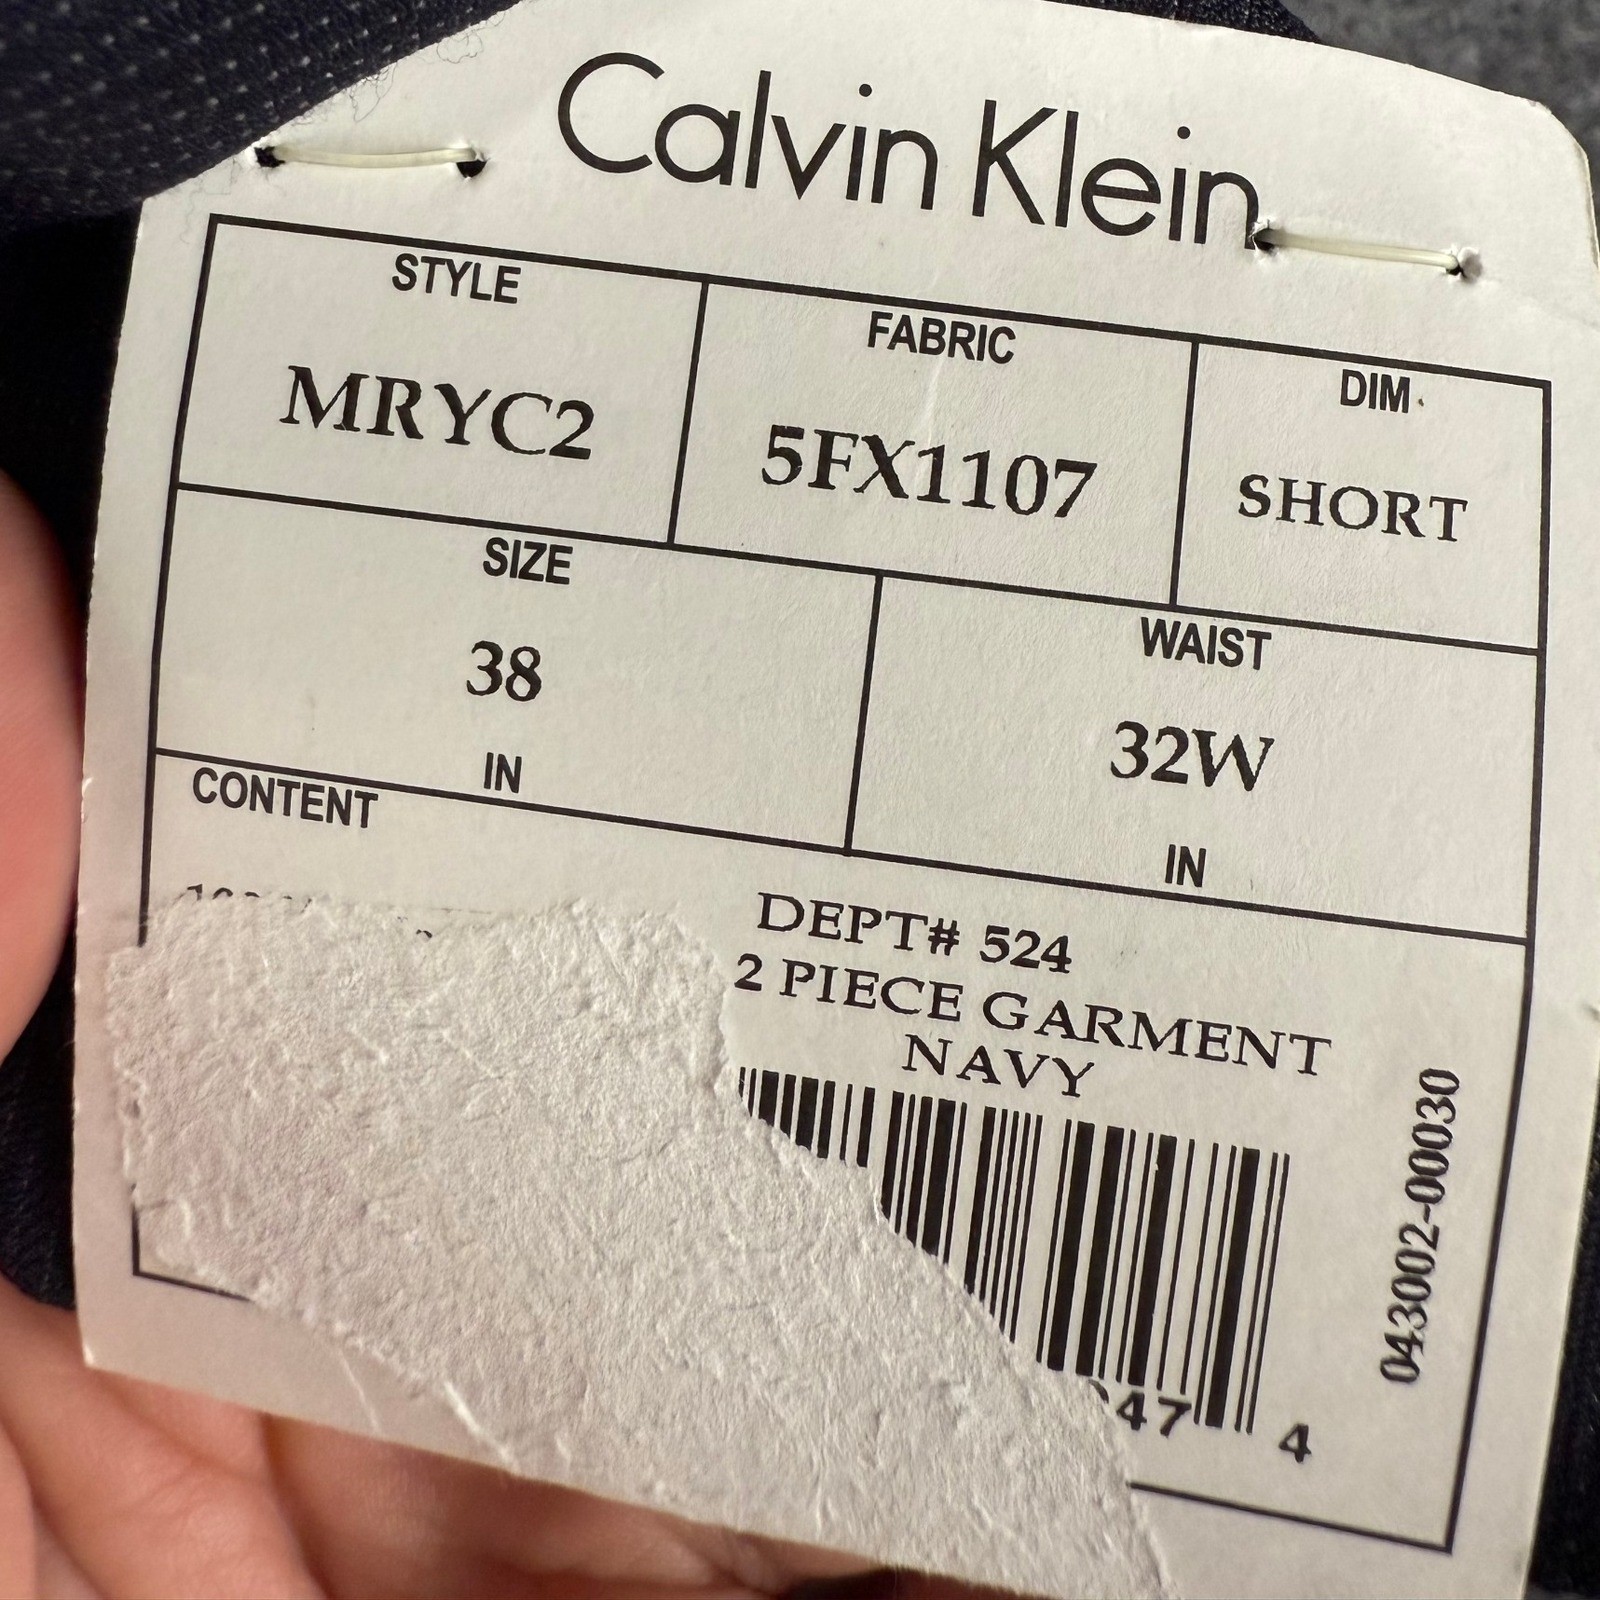 Calvin Klein
STYLE
MRYC2
FABRIC
5FX1107
DIM
SHORT
SIZE
38
IN
WAIST
32W
IN
CONTENT
DEPT# 524
2 PIECE GARMENT
NAVY
47
4
043002-00030